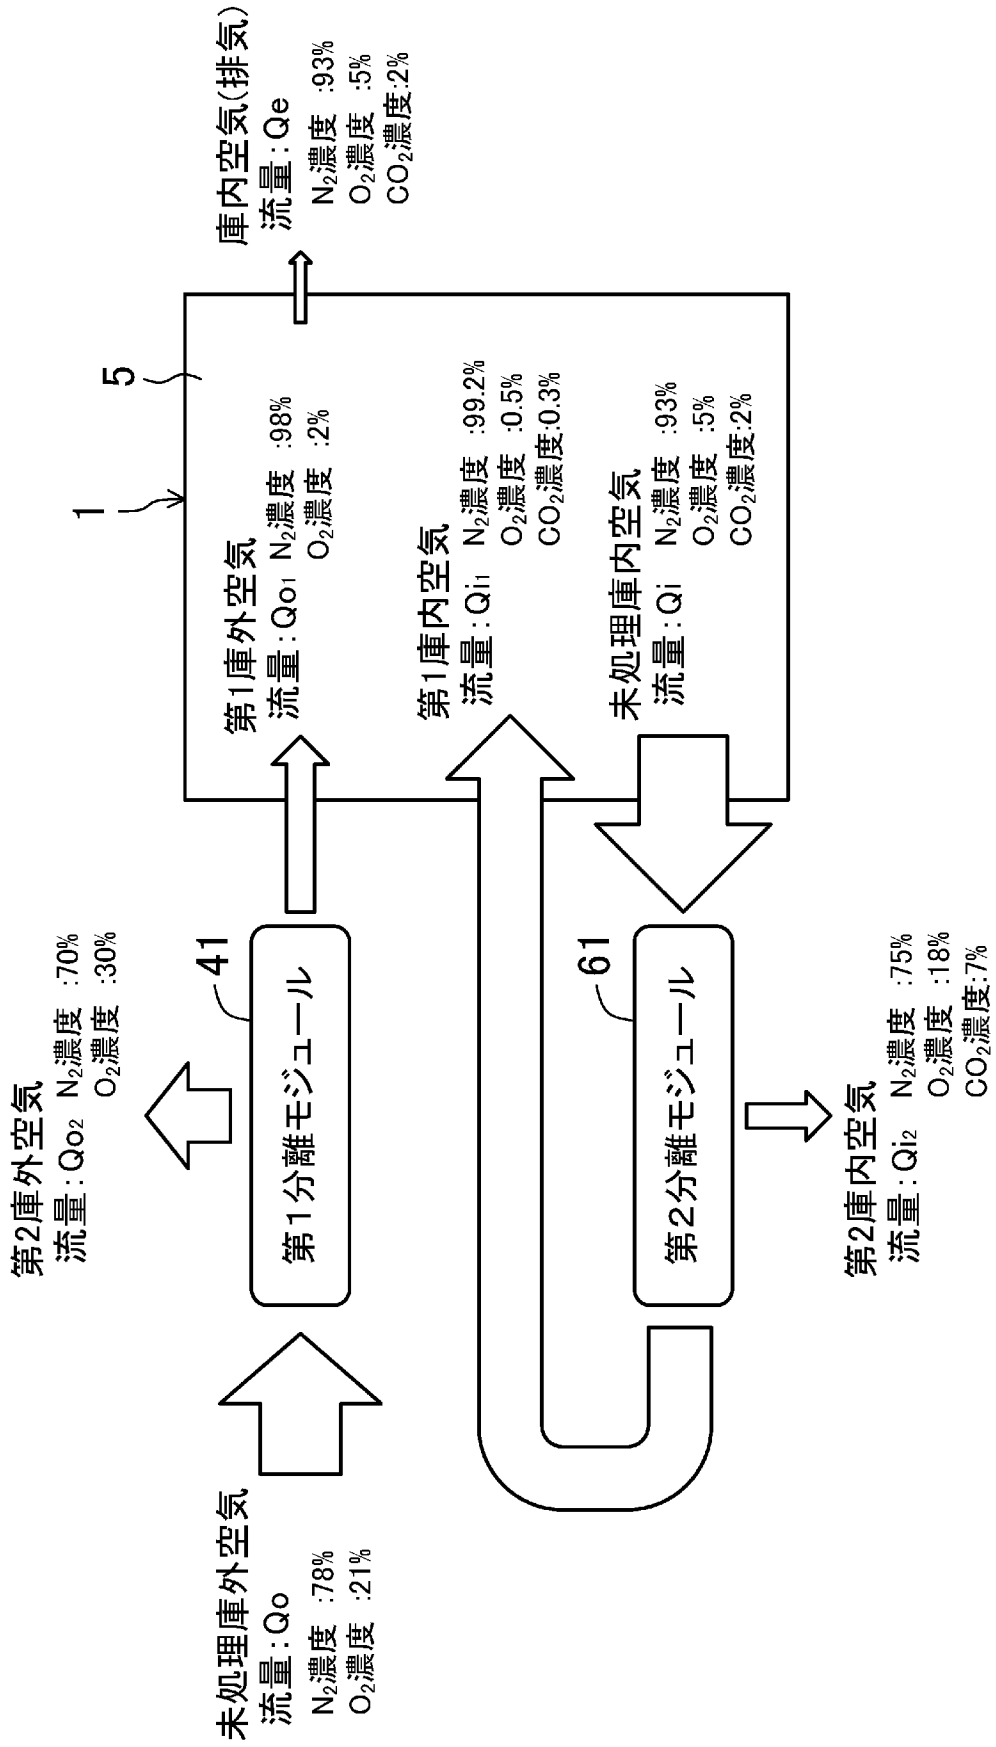 第2庫外空気
流量:Qo₂ N₂濃度 :70%
O₂濃度 :30%
未処理庫外空気
流量:Qo
N₂濃度 :78%
O₂濃度 :21%
第1分離モジュール
41
1
5
第1庫外空気
流量:Qo₁ N₂濃度 :98%
O₂濃度 :2%
庫内空気(排気)
流量:Qe
N₂濃度 :93%
O₂濃度 :5%
CO₂濃度:2%
第1庫内空気
流量:Qi₁ N₂濃度 :99.2%
O₂濃度 :0.5%
CO₂濃度:0.3%
未処理庫内空気
流量:Qi N₂濃度 :93%
O₂濃度 :5%
CO₂濃度:2%
61
第2分離モジュール
第2庫内空気
流量:Qi₂ N₂濃度 :75%
O₂濃度 :18%
CO₂濃度:7%